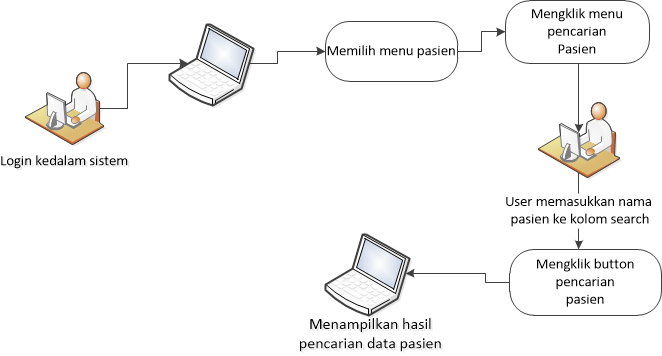 Login kedalam sistem
Memilih menu pasien
Mengklik menu
pencarian
Pasien
User memasukkan nama
pasien ke kolom search
Mengklik button
pencarian
pasien
Menampilkan hasil
pencarian data pasien